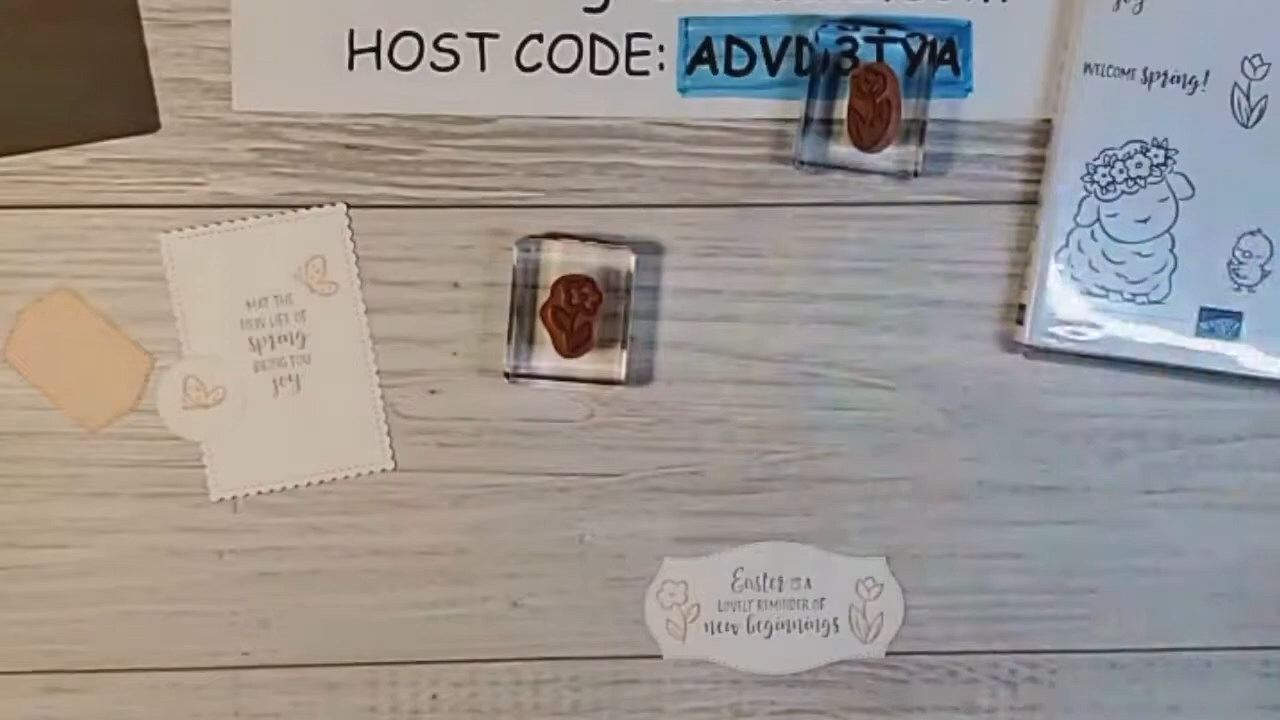 HOST CODE:
joy
WELCOME spring!
MAY THE
NEW LIFE OF
spring
BRING YOU
joy
Easter IS A
LOVELY REMINDER OF
new beginnings